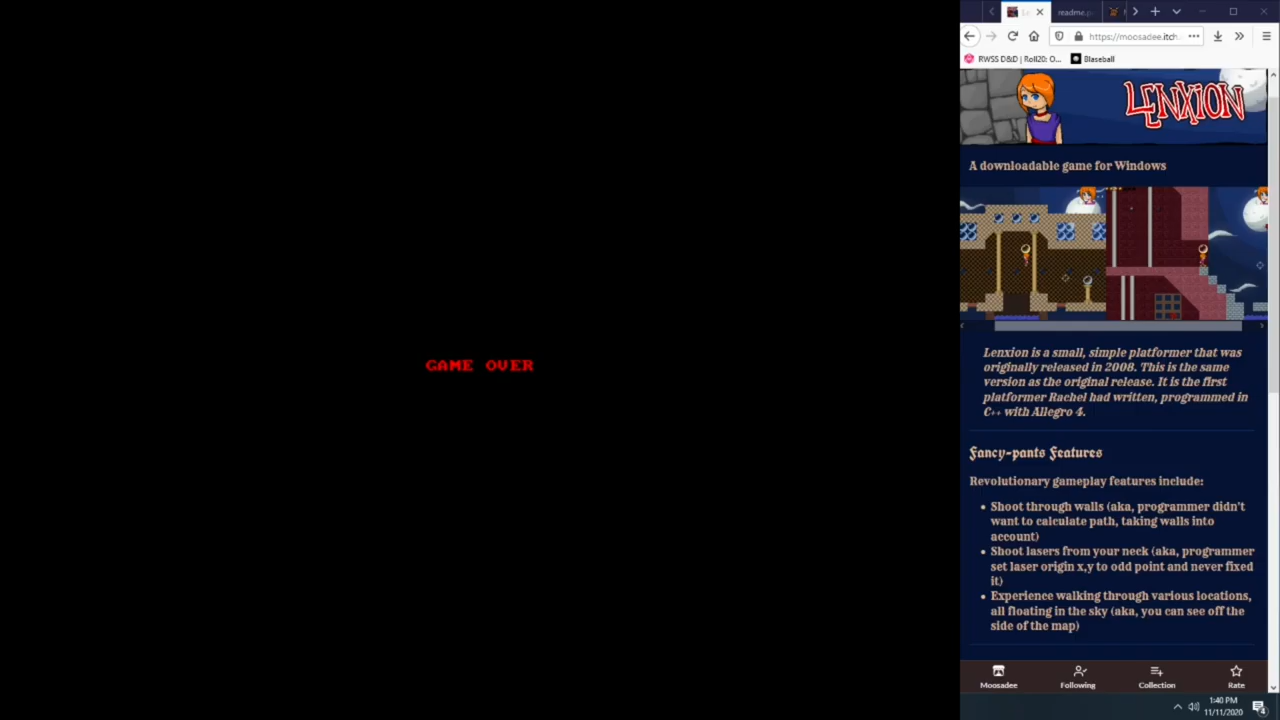 GAME OVER
readme.
https://moosadee.itch
RWSS D&D | Roll20: O...
Blaseball
LENXION
A downloadable game for Windows
Lenxion is a small, simple platformer that was
originally released in 2008. This is the same
version as the original release. It is the first
platformer Rachel had written, programmed in
C++ with Allegro 4.
Fancy-pants Features
Revolutionary gameplay features include:
• Shoot through walls (aka, programmer didn't
want to calculate path, taking walls into
account)
• Shoot lasers from your neck (aka, programmer
set laser origin x,y to odd point and never fixed
it)
• Experience walking through various locations,
all floating in the sky (aka, you can see off the
side of the map)
Moosadee
Following
Collection
Rate
1:40 PM
11/11/2020
4